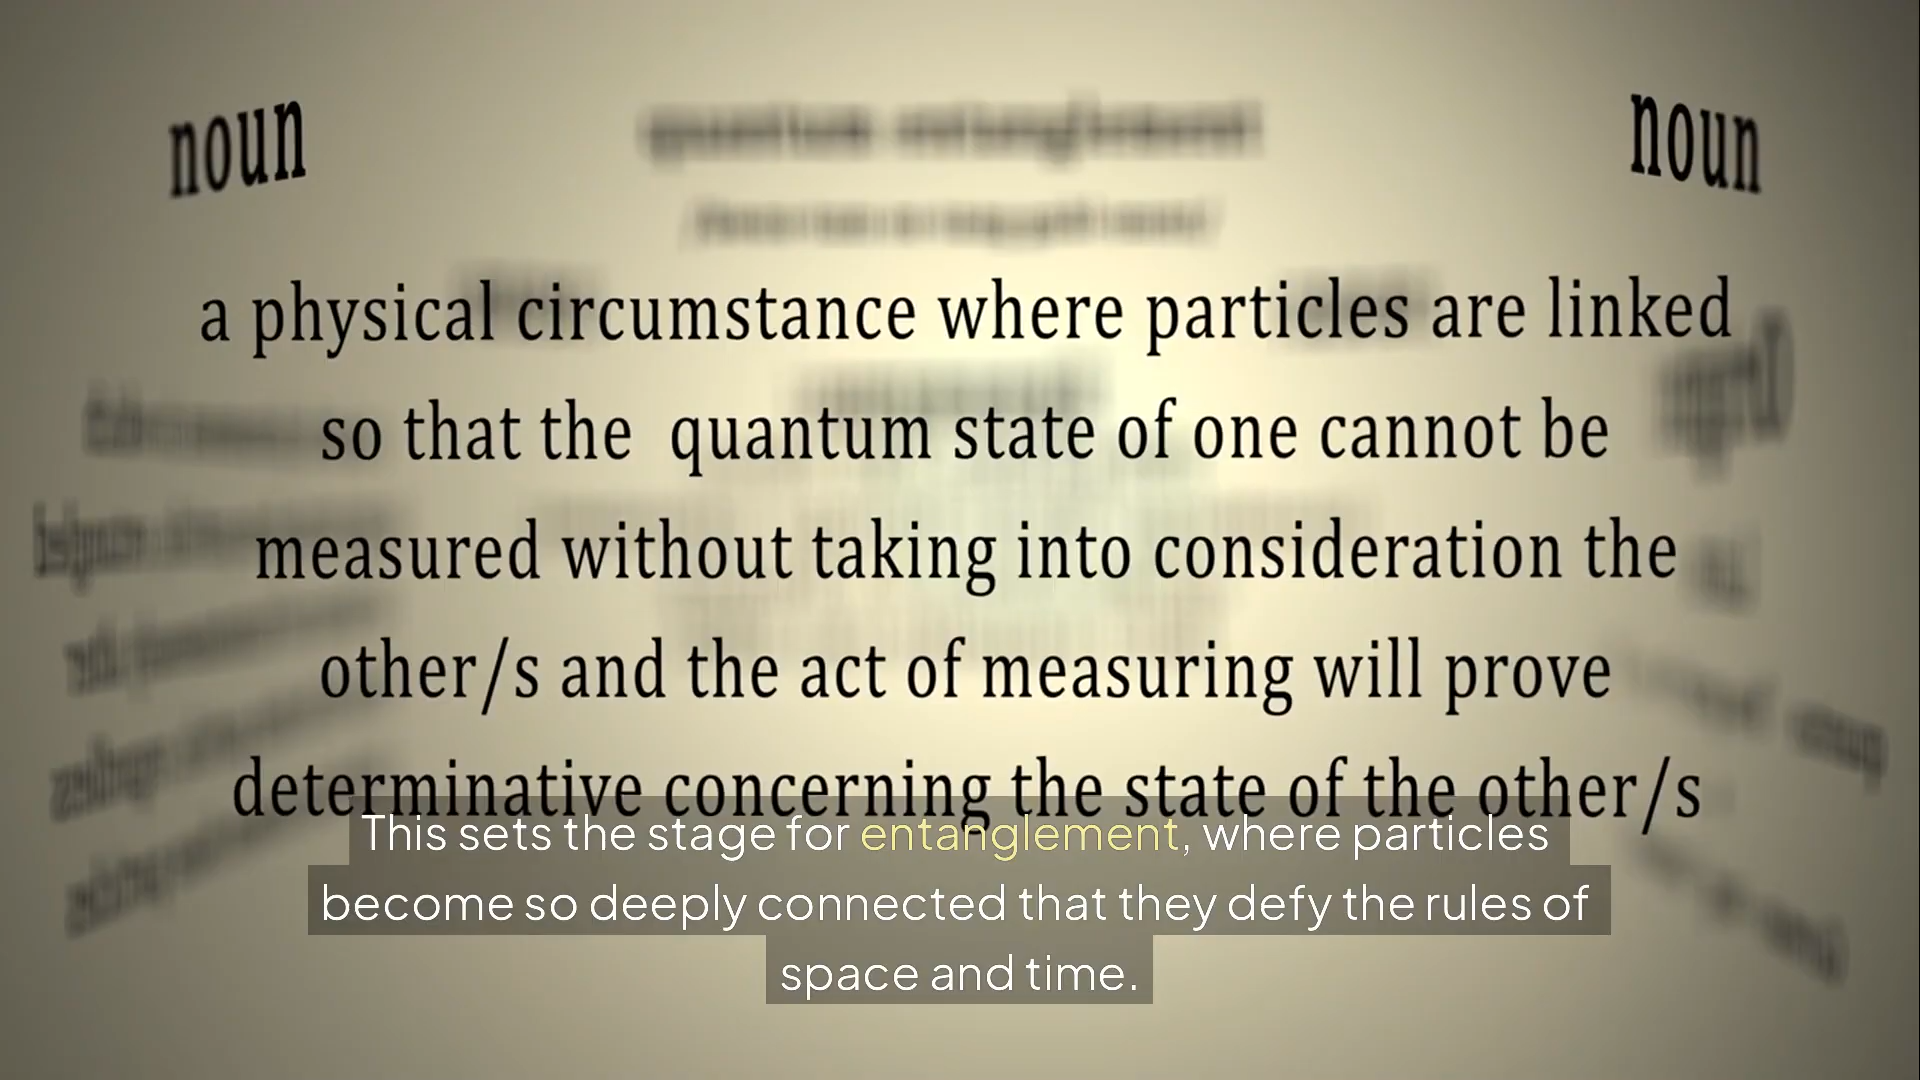 noun
noun
quantum entanglement
a physical circumstance where particles are linked
so that the quantum state of one cannot be
measured without taking into consideration the
other/s and the act of measuring will prove
determinative concerning the state of the other/s
This sets the stage for entanglement, where particles
become so deeply connected that they defy the rules of
space and time.